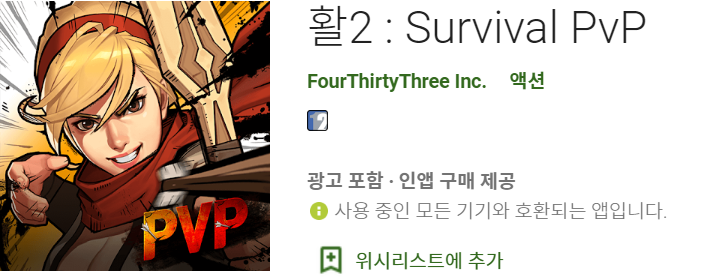 활2 : Survival PvP
FourThirtyThree Inc. 액션
12
광고 포함 · 인앱 구매 제공
사용 중인 모든 기기와 호환되는 앱입니다.
위시리스트에 추가
PVP